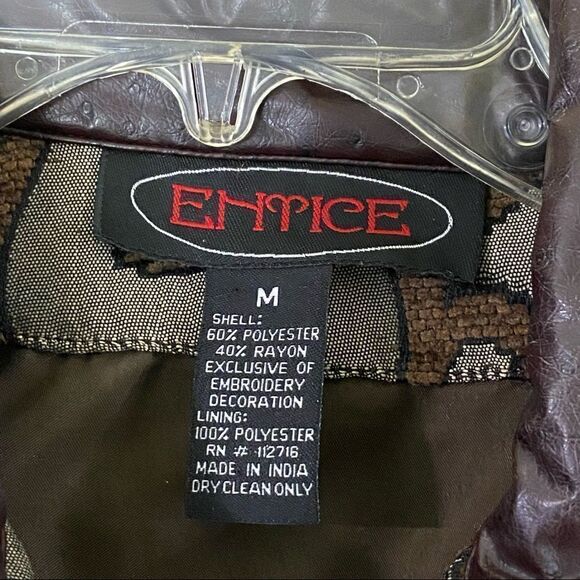 ENTICE
M
SHELL:
60% POLYESTER
40% RAYON
EXCLUSIVE OF
EMBROIDERY
DECORATION
LINING:
100% POLYESTER
RN # 112716
MADE IN INDIA
DRY CLEAN ONLY